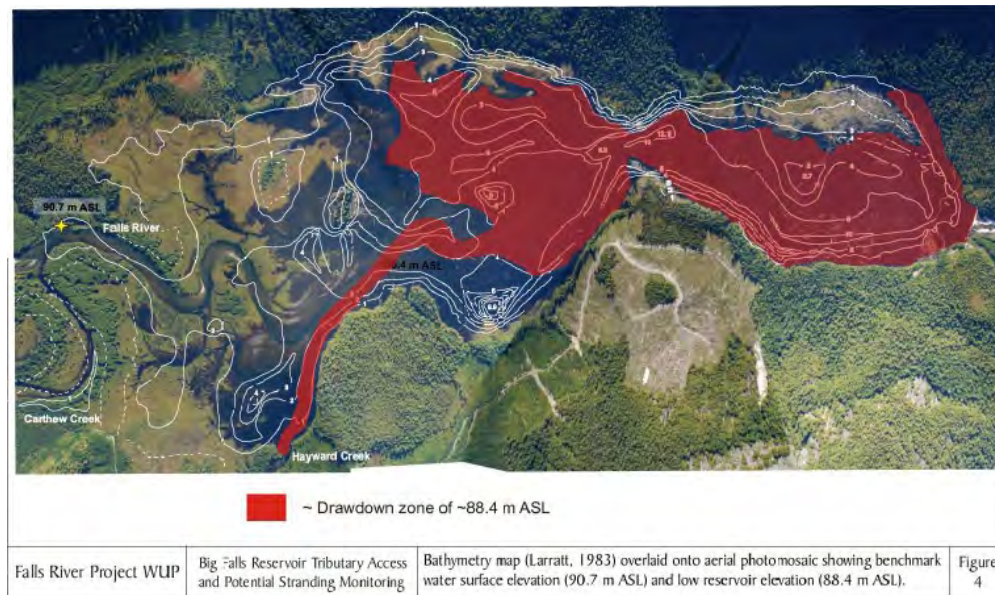 90.7 m ASL
Falls River
.4 m ASL
Carthew Creek
Hayward Creek
~ Drawdown zone of ~88.4 m ASL
Falls River Project WUP
Big Falls Reservoir Tributary Access
and Potential Stranding Monitoring
Bathymetry map (Larratt, 1983) overlaid onto aerial photomosaic showing benchmark
water surface elevation (90.7 m ASL) and low reservoir elevation (88.4 m ASL).
Figure
4